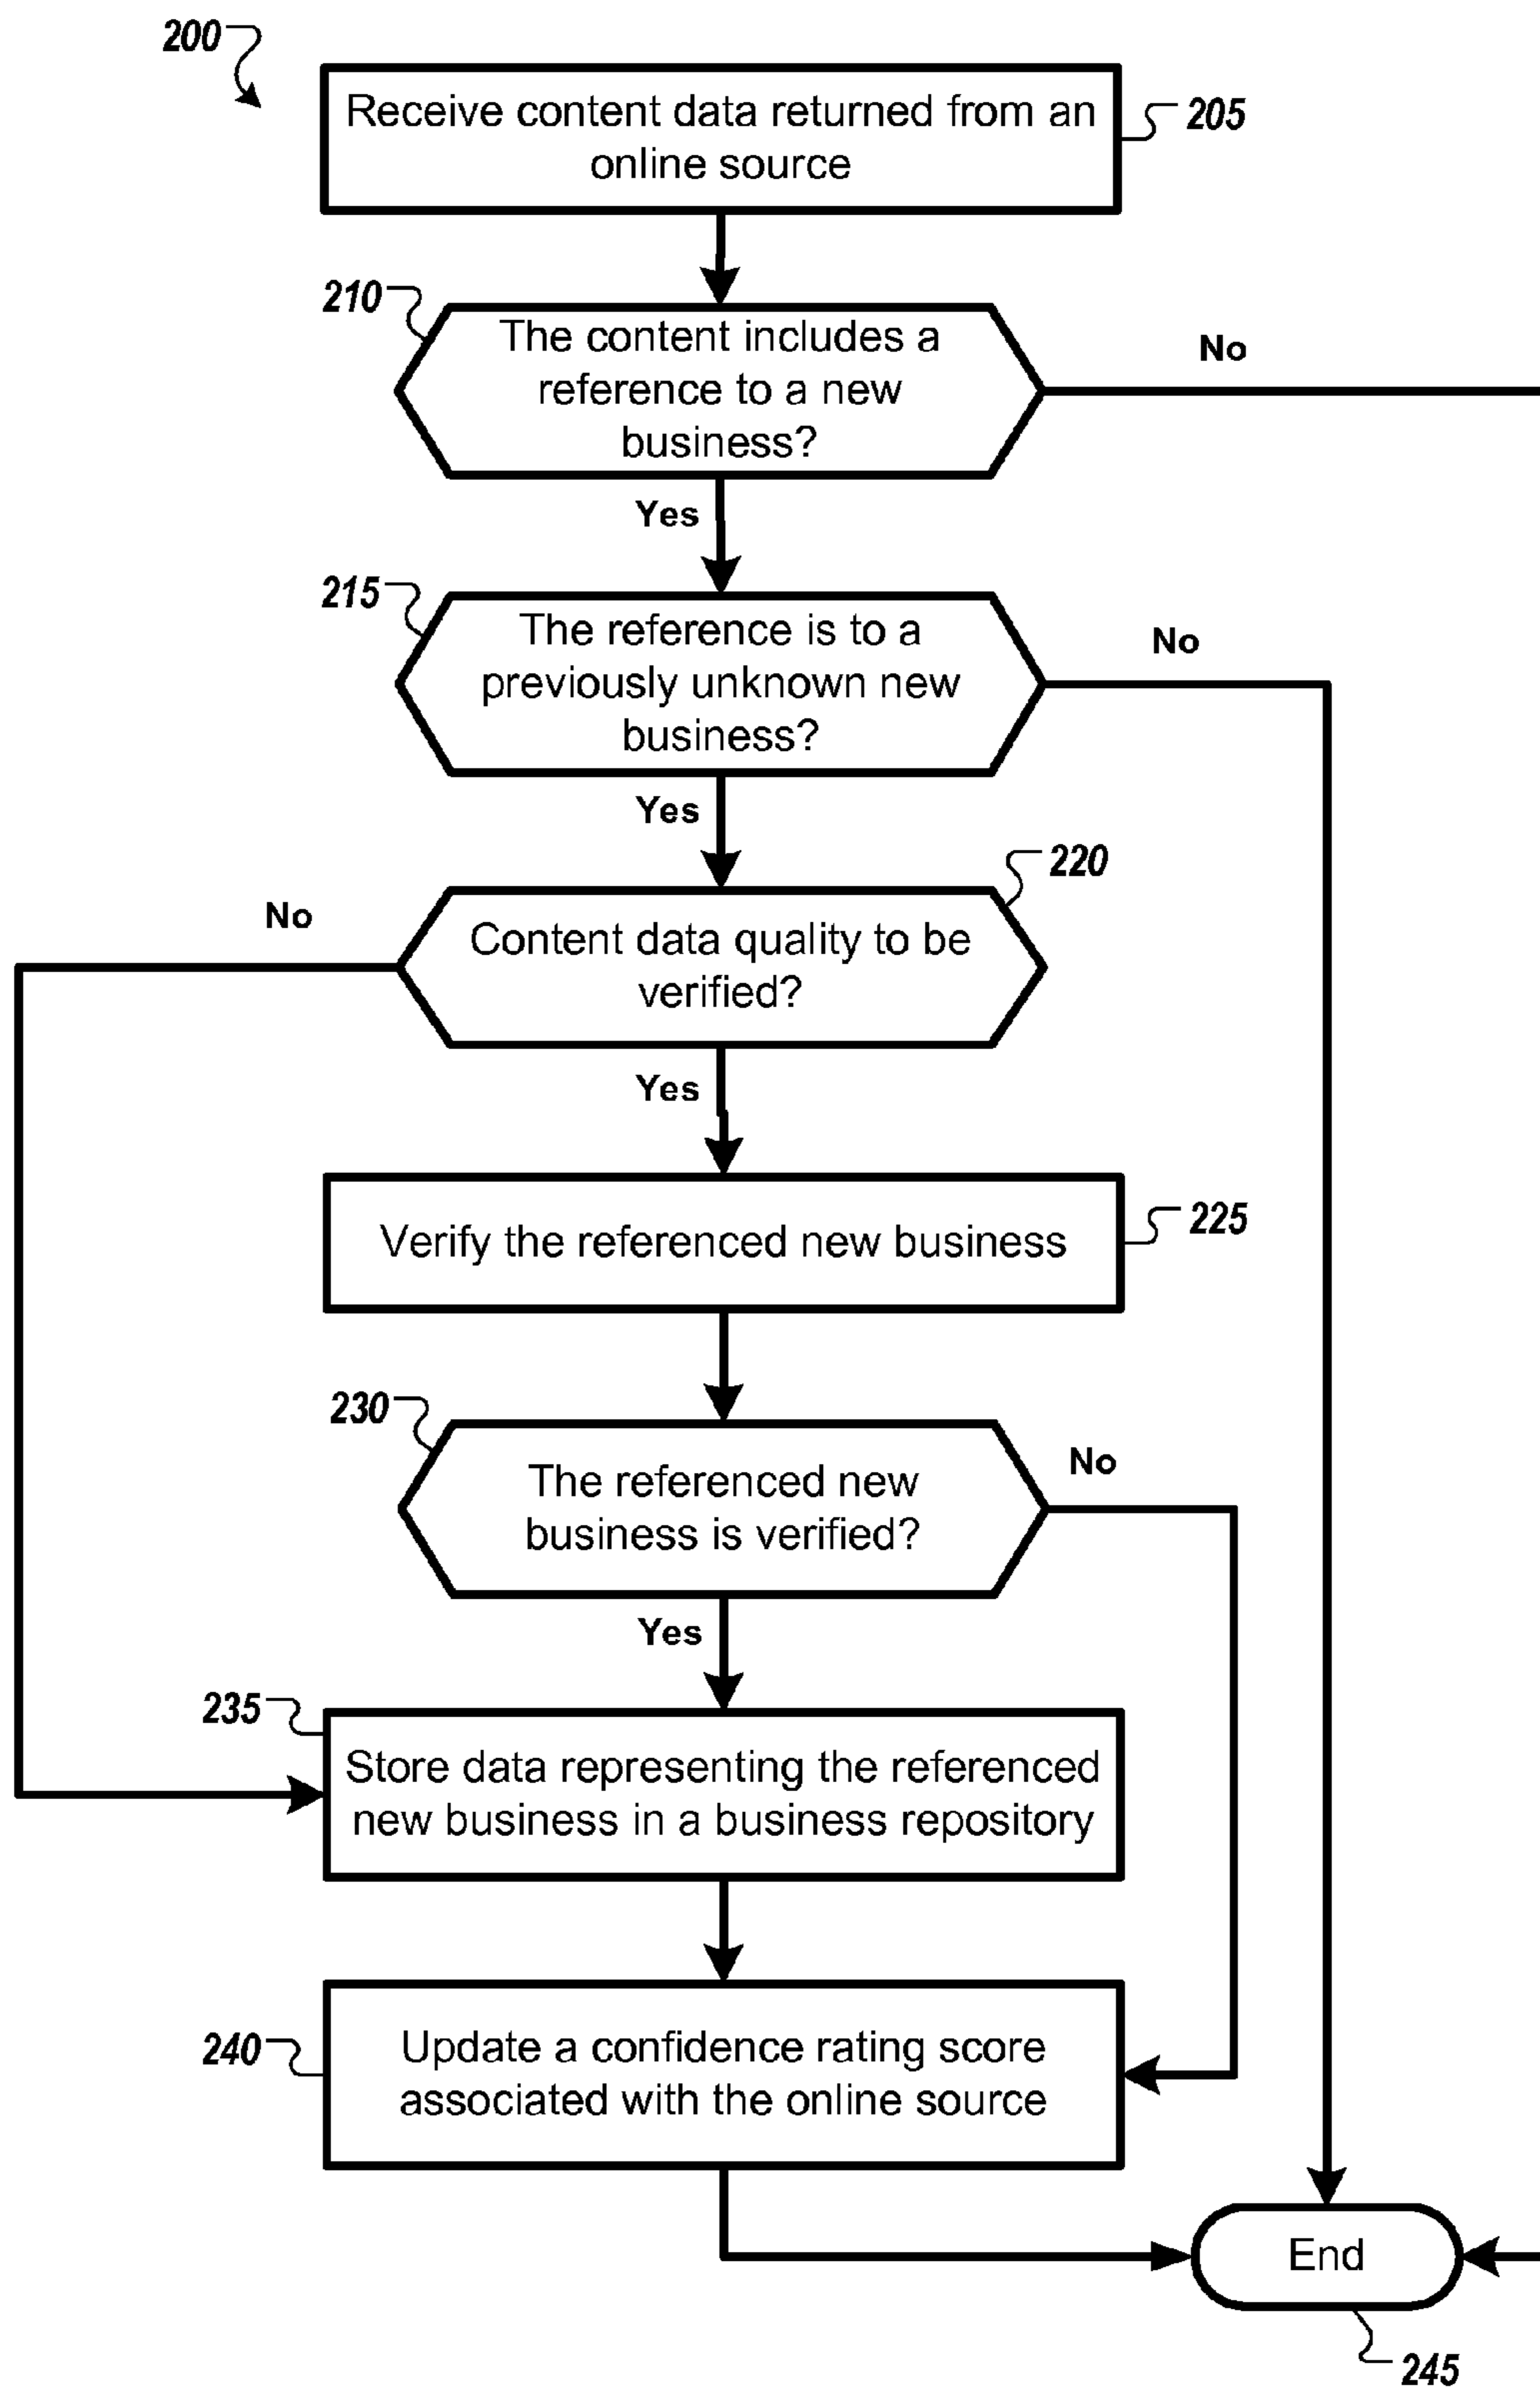 200
Receive content data returned from an
online source
205
210
The content includes a
reference to a new
business?
No
Yes
215
The reference is to a
previously unknown new
business?
No
Yes
220
No
Content data quality to be
verified?
Yes
Verify the referenced new business
225
230
The referenced new
business is verified?
No
Yes
235
Store data representing the referenced
new business in a business repository
240
Update a confidence rating score
associated with the online source
End
245